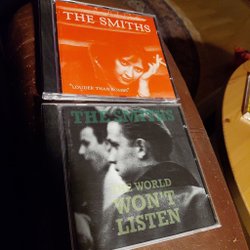 THE SMITHS
"LOUDER THAN BOMBS"
THE SMITHS
THE WORLD
WON'T
LISTEN